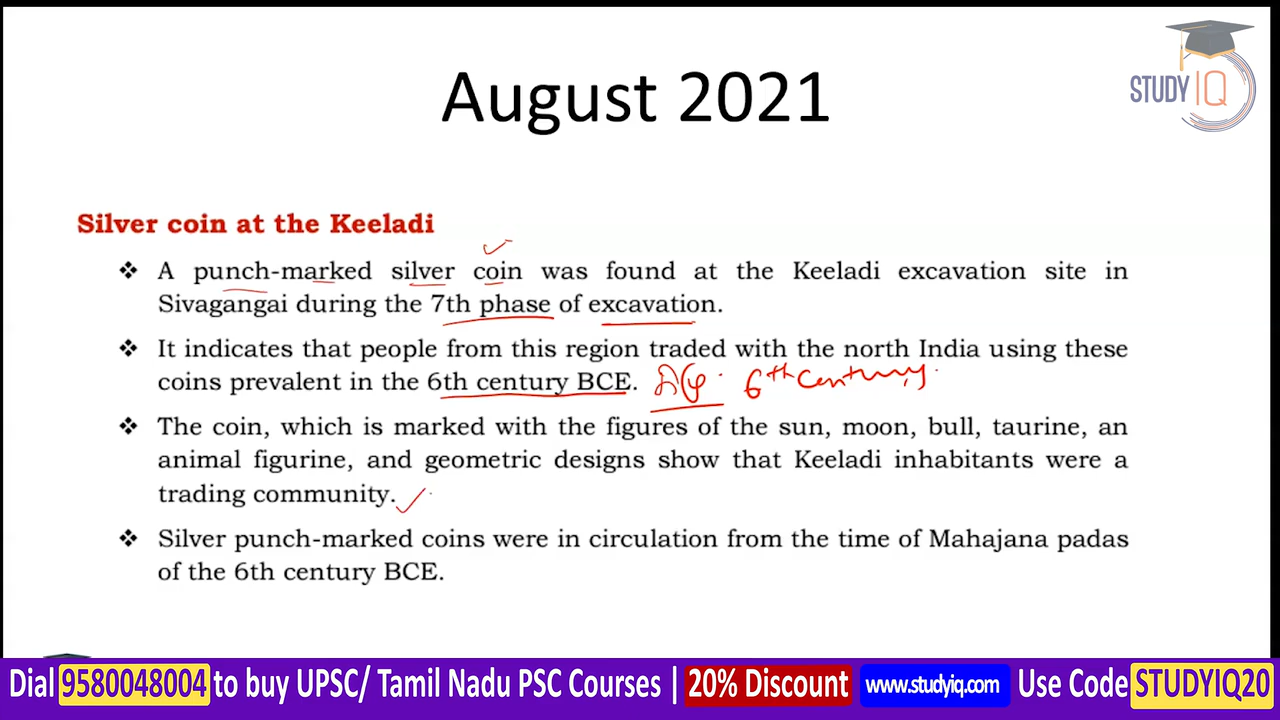 August 2021
STUDY IQ
Silver coin at the Keeladi
❖ A punch-marked silver coin was found at the Keeladi excavation site in
Sivagangai during the 7th phase of excavation.
❖ It indicates that people from this region traded with the north India using these
coins prevalent in the 6th century BCE. 6th Century
❖ The coin, which is marked with the figures of the sun, moon, bull, taurine, an
animal figurine, and geometric designs show that Keeladi inhabitants were a
trading community.
❖ Silver punch-marked coins were in circulation from the time of Mahajana padas
of the 6th century BCE.
Dial 9580048004 to buy UPSC/ Tamil Nadu PSC Courses | 20% Discount www.studyiq.com Use Code STUDYIQ20